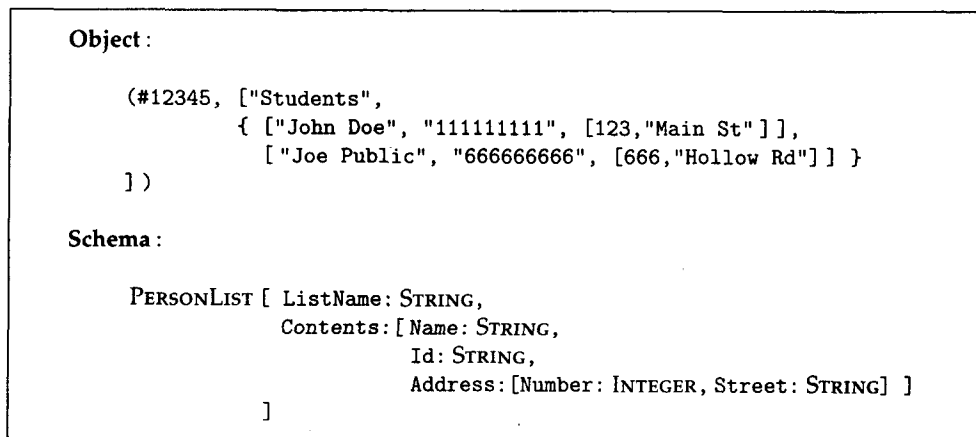 Object :
(#12345, ["Students",
{ ["John Doe", "111111111", [123,"Main St" ] ],
[ "Joe Public", "666666666", [666,"Hollow Rd"] ] }
] )
Schema :
PERSONLIST [ ListName: STRING,
Contents: [ Name: STRING,
Id: STRING,
Address: [Number: INTEGER, Street: STRING] ]
]